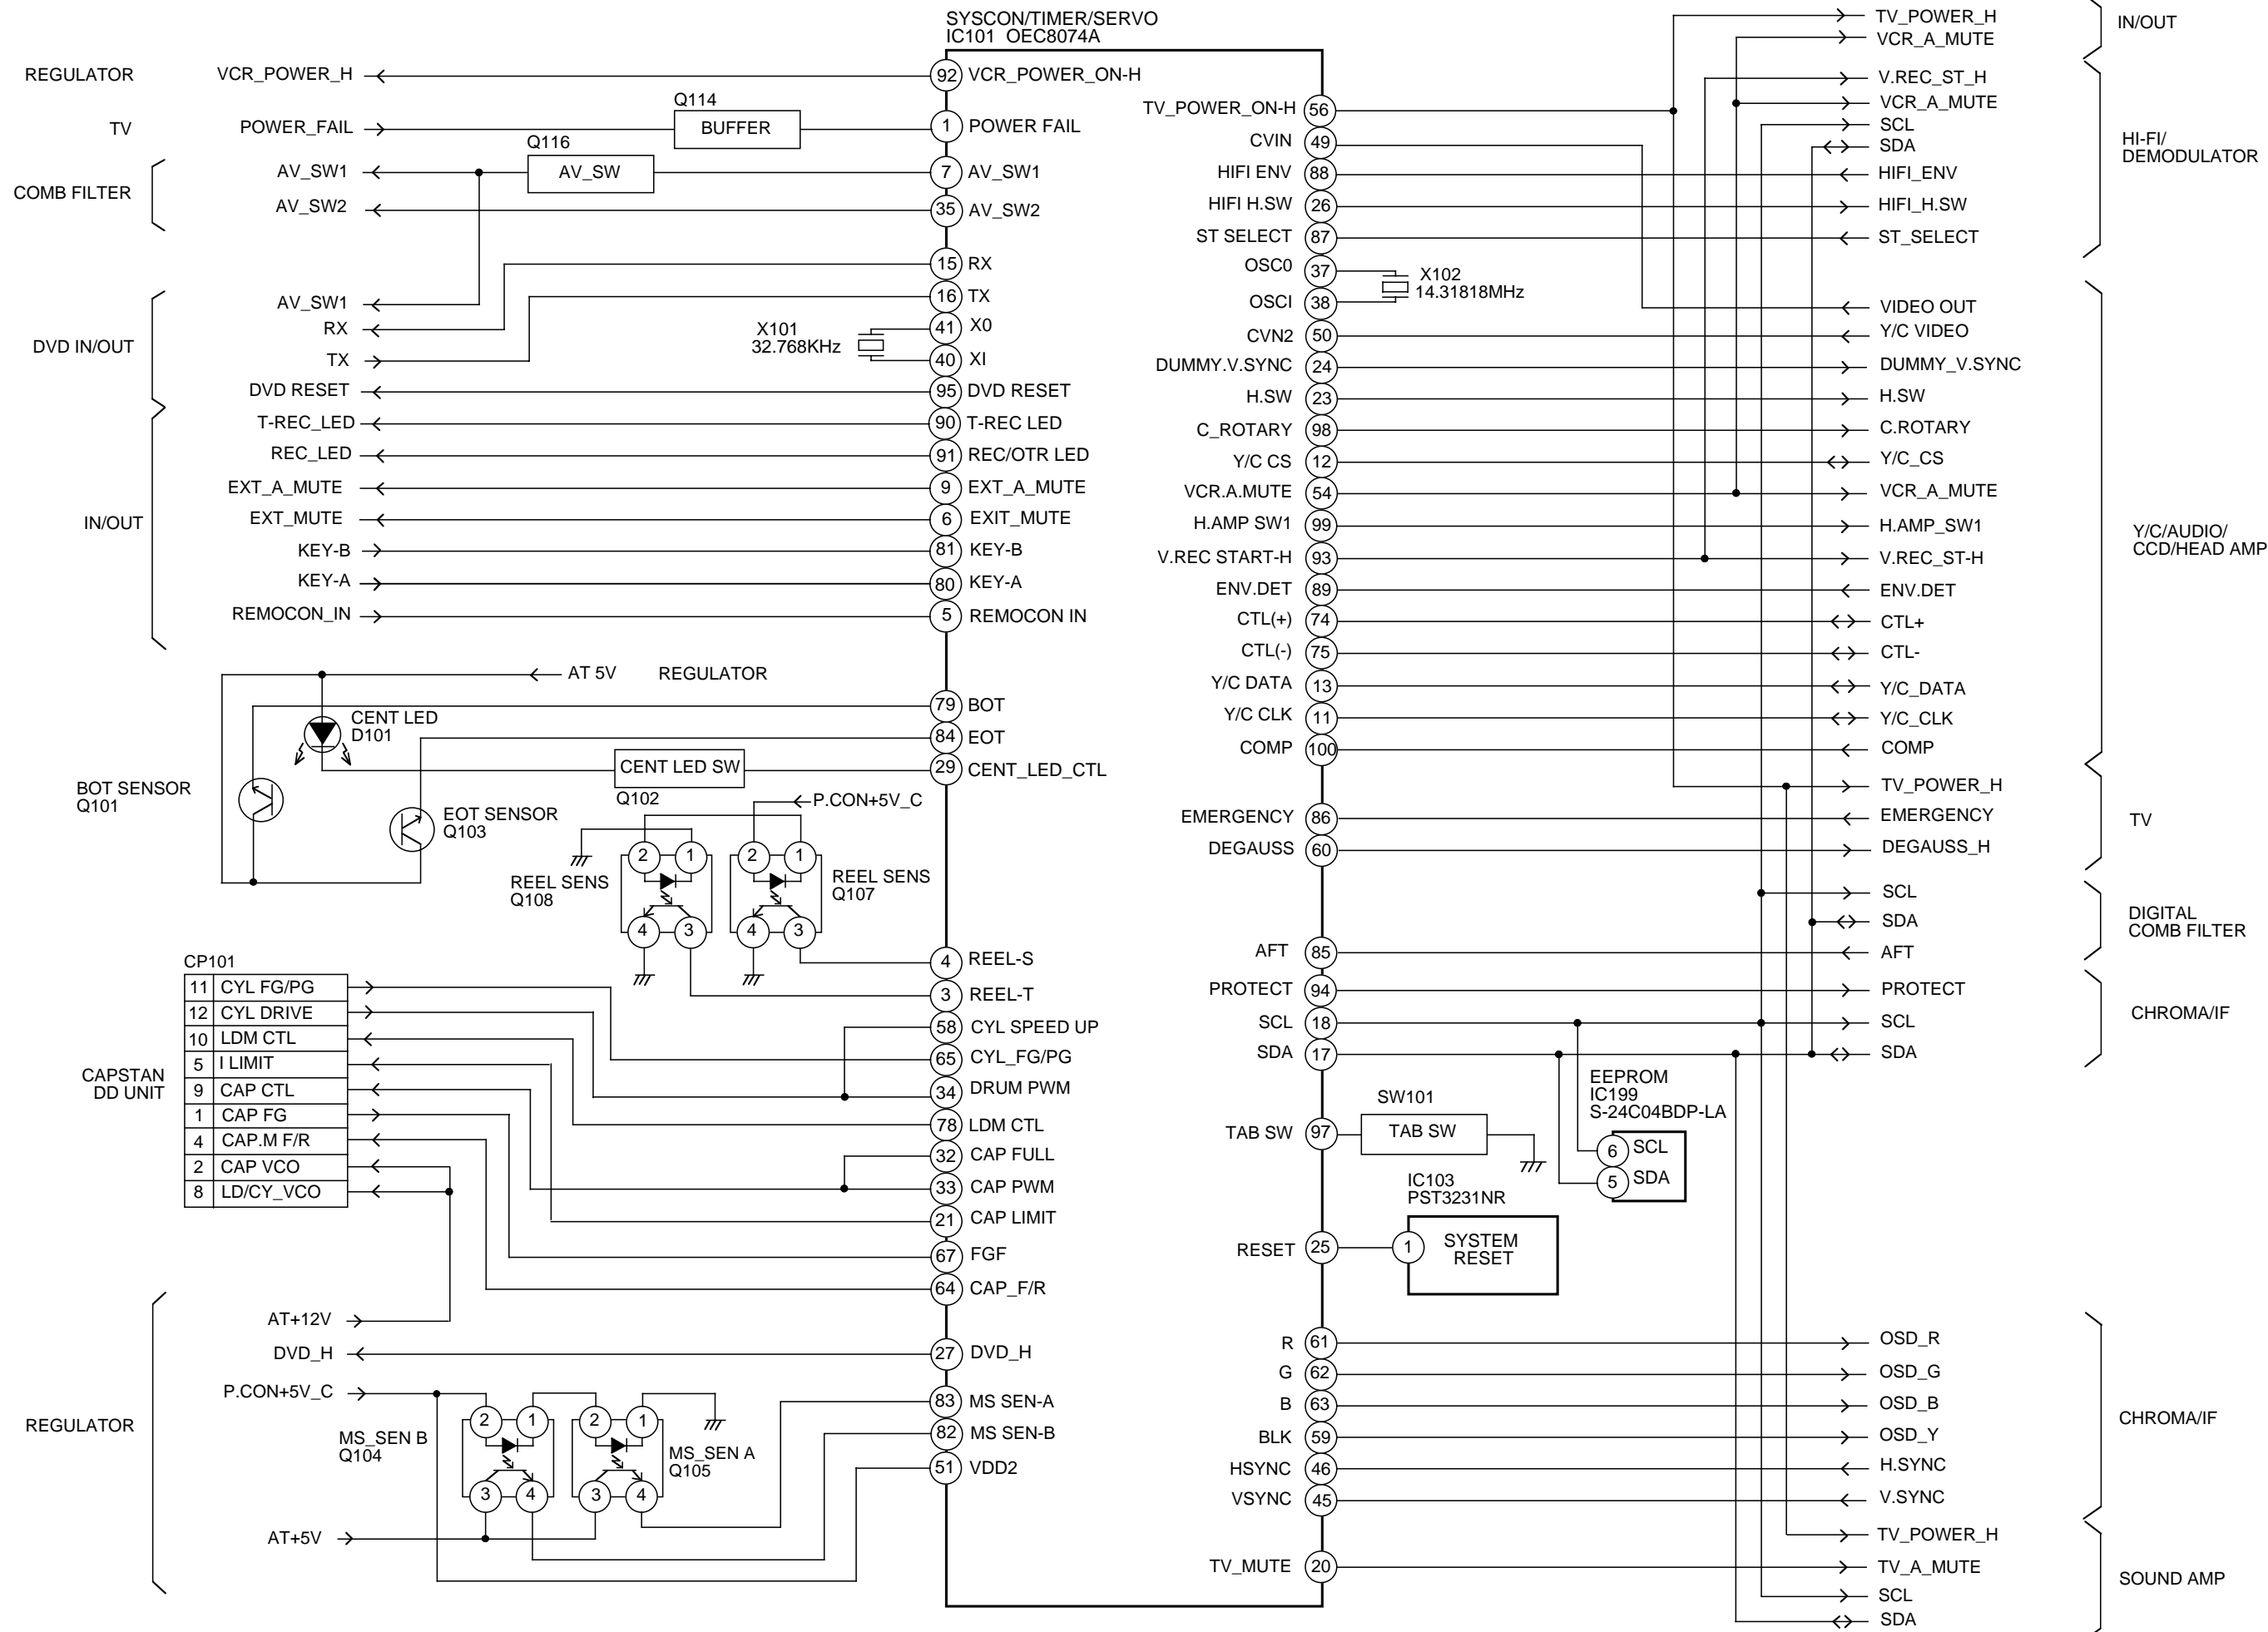 SYSCON/TIMER/SERVO
IC101 OEC8074A
REGULATOR
VCR_POWER_H
92 VCR_POWER_ON-H
TV
POWER_FAIL
Q114
BUFFER
1 POWER FAIL
COMB FILTER
AV_SW1
Q116
AV_SW
7 AV_SW1
AV_SW2
35 AV_SW2
15 RX
16 TX
DVD IN/OUT
AV_SW1
RX
TX
X101
32.768KHz
41 X0
40 XI
DVD RESET
95 DVD RESET
IN/OUT
T-REC_LED
90 T-REC LED
REC_LED
91 REC/OTR LED
EXT_A_MUTE
9 EXT_A_MUTE
EXT_MUTE
6 EXIT_MUTE
KEY-B
81 KEY-B
KEY-A
80 KEY-A
REMOCON_IN
5 REMOCON IN
AT 5V REGULATOR
79 BOT
CENT LED
D101
84 EOT
CENT LED SW
Q102
29 CENT_LED_CTL
BOT SENSOR
Q101
EOT SENSOR
Q103
P.CON+5V_C
2 1
2 1
REEL SENS
Q108
REEL SENS
Q107
4 3
4 3
4 REEL-S
3 REEL-T
58 CYL SPEED UP
65 CYL_FG/PG
34 DRUM PWM
78 LDM CTL
32 CAP FULL
33 CAP PWM
21 CAP LIMIT
67 FGF
64 CAP_F/R
CP101
CAPSTAN
DD UNIT
11 CYL FG/PG
12 CYL DRIVE
10 LDM CTL
5 I LIMIT
9 CAP CTL
1 CAP FG
4 CAP.M F/R
2 CAP VCO
8 LD/CY_VCO
REGULATOR
AT+12V
DVD_H
27 DVD_H
P.CON+5V_C
83 MS SEN-A
82 MS SEN-B
51 VDD2
2 1
2 1
MS_SEN B
Q104
MS_SEN A
Q105
3 4
3 4
AT+5V
TV_POWER_ON-H 56
CVIN 49
HIFI ENV 88
HIFI H.SW 26
ST SELECT 87
OSC0 37
OSCI 38
X102
14.31818MHz
CVN2 50
DUMMY.V.SYNC 24
H.SW 23
C_ROTARY 98
Y/C CS 12
VCR.A.MUTE 54
H.AMP SW1 99
V.REC START-H 93
ENV.DET 89
CTL(+) 74
CTL(-) 75
Y/C DATA 13
Y/C CLK 11
COMP 100
EMERGENCY 86
DEGAUSS 60
AFT 85
PROTECT 94
SCL 18
SDA 17
TAB SW 97
SW101
TAB SW
EEPROM
IC199
S-24C04BDP-LA
6 SCL
5 SDA
IC103
PST3231NR
RESET 25
1 SYSTEM
RESET
R 61
G 62
B 63
BLK 59
HSYNC 46
VSYNC 45
TV_MUTE 20
TV_POWER_H
VCR_A_MUTE
IN/OUT
V.REC_ST_H
VCR_A_MUTE
SCL
SDA
HIFI_ENV
HIFI_H.SW
ST_SELECT
HI-FI/
DEMODULATOR
VIDEO OUT
Y/C VIDEO
DUMMY_V.SYNC
H.SW
C.ROTARY
Y/C_CS
VCR_A_MUTE
H.AMP_SW1
V.REC_ST-H
ENV.DET
CTL+
CTL-
Y/C_DATA
Y/C_CLK
COMP
Y/C/AUDIO/
CCD/HEAD AMP
TV_POWER_H
EMERGENCY
DEGAUSS_H
TV
SCL
SDA
AFT
DIGITAL
COMB FILTER
PROTECT
SCL
SDA
CHROMA/IF
OSD_R
OSD_G
OSD_B
OSD_Y
H.SYNC
V.SYNC
CHROMA/IF
TV_POWER_H
TV_A_MUTE
SCL
SDA
SOUND AMP